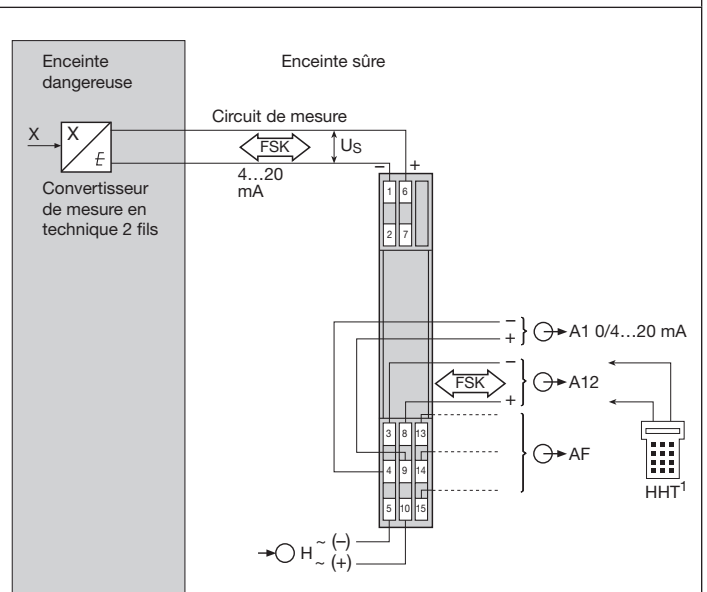 Enceinte
dangereuse
Enceinte sûre
Circuit de mesure
X
X
E
FSK
US
− +
4…20
mA
Convertisseur
de mesure en
technique 2 fils
1 6
2 7
−
+
A1 0/4…20 mA
−
+
FSK
A12
3 8 13
4 9 14
5 10 15
AF
HHT1
H
~ (–)
~ (+)